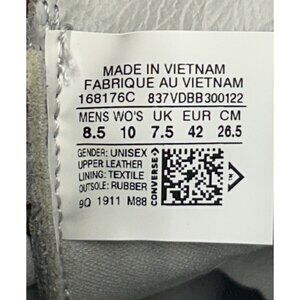 MADE IN VIETNAM
FABRIQUE AU VIETNAM
168176C 837VDBB300122
MENS WO'S UK EUR CM
8.5 10 7.5 42 26.5
GENDER: UNISEX
UPPER LEATHER
LINING: TEXTILE
OUTSOLE: RUBBER
9Q 1911 M88
CONVERSE